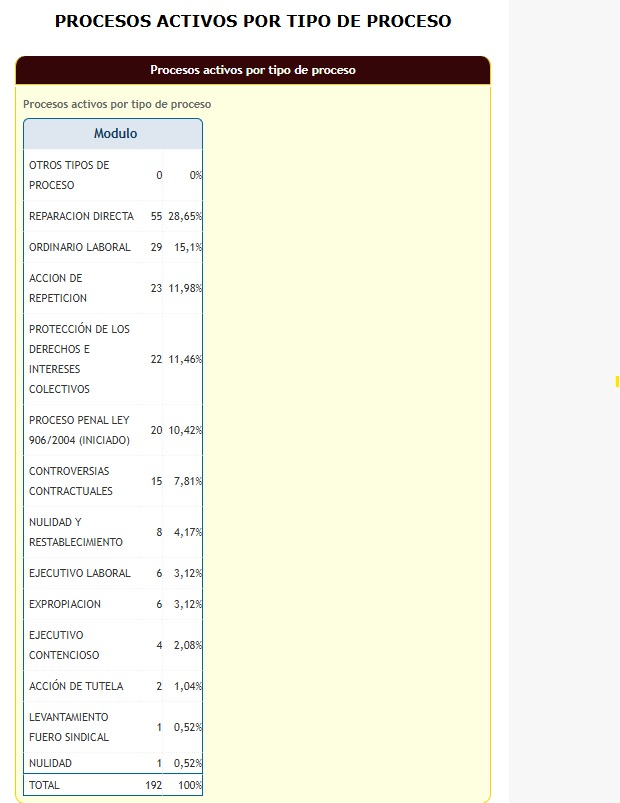 PROCESOS ACTIVOS POR TIPO DE PROCESO
Procesos activos por tipo de proceso
Procesos activos por tipo de proceso
Modulo
OTROS TIPOS DE
PROCESO 0 0%
REPARACION DIRECTA 55 28,65%
ORDINARIO LABORAL 29 15,1%
ACCION DE
REPETICION 23 11,98%
PROTECCIÓN DE LOS
DERECHOS E
INTERESES
COLECTIVOS 22 11,46%
PROCESO PENAL LEY
906/2004 (INICIADO) 20 10,42%
CONTROVERSIAS
CONTRACTUALES 15 7,81%
NULIDAD Y
RESTABLECIMIENTO 8 4,17%
EJECUTIVO LABORAL 6 3,12%
EXPROPIACION 6 3,12%
EJECUTIVO
CONTENCIOSO 4 2,08%
ACCIÓN DE TUTELA 2 1,04%
LEVANTAMIENTO
FUERO SINDICAL 1 0,52%
NULIDAD 1 0,52%
TOTAL 192 100%